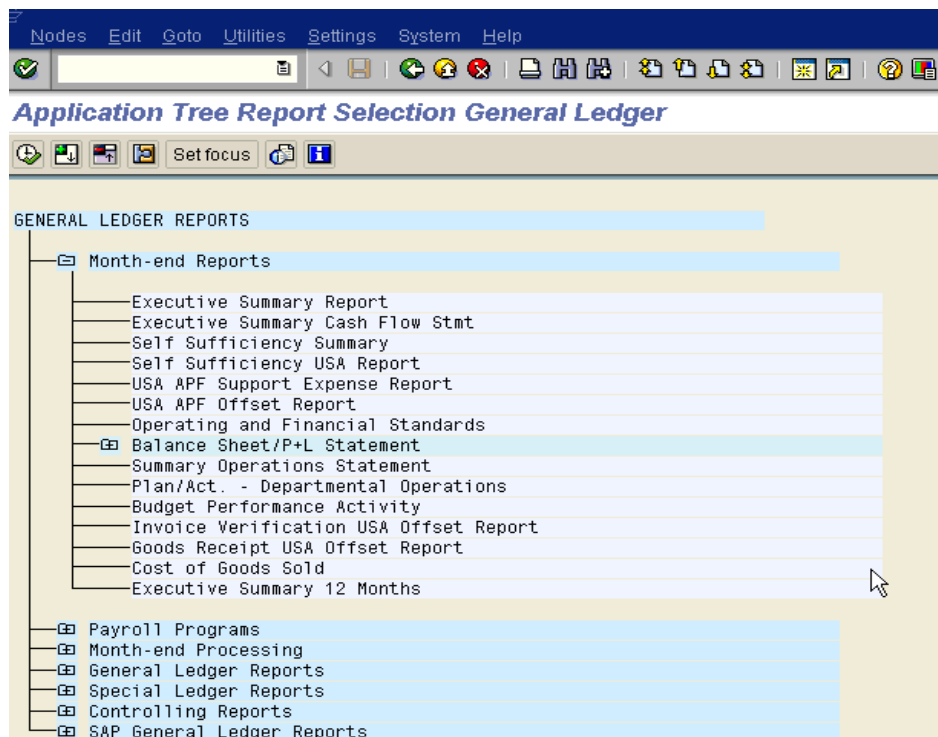 Nodes Edit Goto Utilities Settings System Help
Application Tree Report Selection General Ledger
Set focus
GENERAL LEDGER REPORTS
Month-end Reports
Executive Summary Report
Executive Summary Cash Flow Stmt
Self Sufficiency Summary
Self Sufficiency USA Report
USA APF Support Expense Report
USA APF Offset Report
Operating and Financial Standards
Balance Sheet/P+L Statement
Summary Operations Statement
Plan/Act. - Departmental Operations
Budget Performance Activity
Invoice Verification USA Offset Report
Goods Receipt USA Offset Report
Cost of Goods Sold
Executive Summary 12 Months
Payroll Programs
Month-end Processing
General Ledger Reports
Special Ledger Reports
Controlling Reports
SAP General Ledger Reports